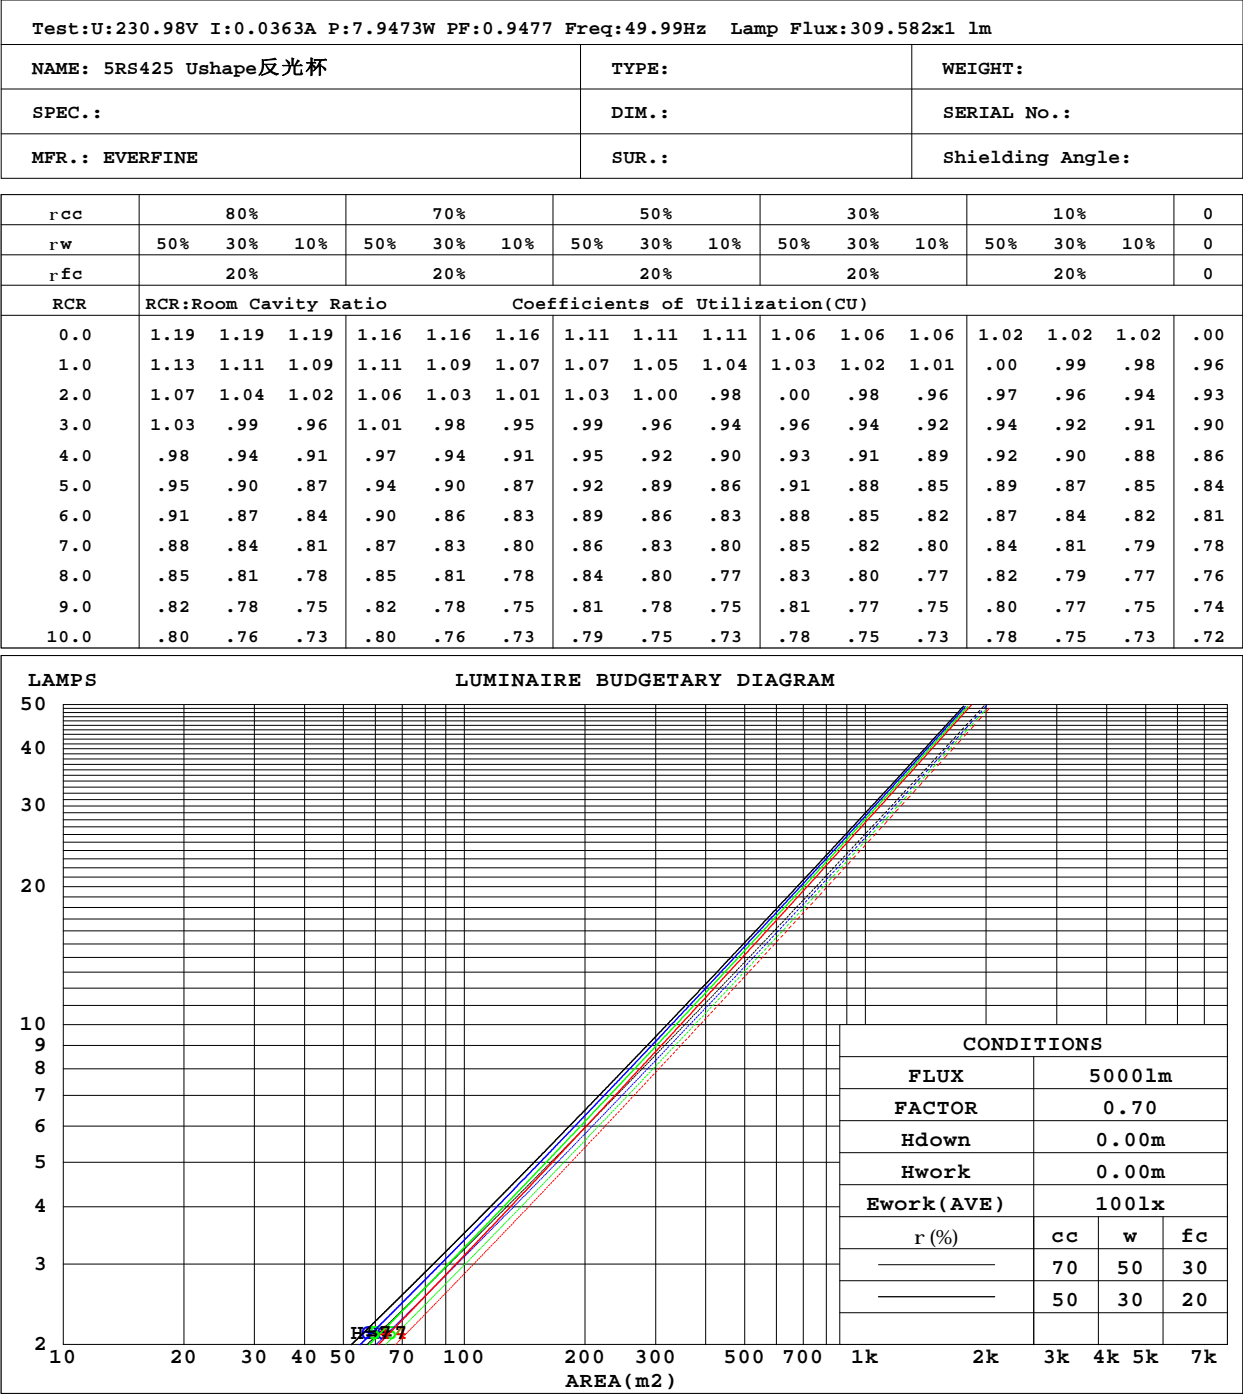 Test:U:230.98V I:0.0363A P:7.9473W PF:0.9477 Freq:49.99Hz Lamp Flux:309.582x1 lm
NAME: 5RS425 Ushape反光杯 TYPE: WEIGHT:
SPEC.: DIM.: SERIAL No.:
MFR.: EVERFINE SUR.: Shielding Angle:
rcc 80% 70% 50% 30% 10% 0
rw 50% 30% 10% 50% 30% 10% 50% 30% 10% 50% 30% 10% 50% 30% 10% 0
rfc 20% 20% 20% 20% 20% 0
RCR RCR:Room Cavity Ratio Coefficients of Utilization(CU)
0.0 1.19 1.19 1.19 1.16 1.16 1.16 1.11 1.11 1.11 1.06 1.06 1.06 1.02 1.02 1.02 .00
1.0 1.13 1.11 1.09 1.11 1.09 1.07 1.07 1.05 1.04 1.03 1.02 1.01 .00 .99 .98 .96
2.0 1.07 1.04 1.02 1.06 1.03 1.01 1.03 1.00 .98 .00 .98 .96 .97 .96 .94 .93
3.0 1.03 .99 .96 1.01 .98 .95 .99 .96 .94 .96 .94 .92 .94 .92 .91 .90
4.0 .98 .94 .91 .97 .94 .91 .95 .92 .90 .93 .91 .89 .92 .90 .88 .86
5.0 .95 .90 .87 .94 .90 .87 .92 .89 .86 .91 .88 .85 .89 .87 .85 .84
6.0 .91 .87 .84 .90 .86 .83 .89 .86 .83 .88 .85 .82 .87 .84 .82 .81
7.0 .88 .84 .81 .87 .83 .80 .86 .83 .80 .85 .82 .80 .84 .81 .79 .78
8.0 .85 .81 .78 .85 .81 .78 .84 .80 .77 .83 .80 .77 .82 .79 .77 .76
9.0 .82 .78 .75 .82 .78 .75 .81 .78 .75 .81 .77 .75 .80 .77 .75 .74
10.0 .80 .76 .73 .80 .76 .73 .79 .75 .73 .78 .75 .73 .78 .75 .73 .72
LAMPS LUMINAIRE BUDGETARY DIAGRAM
50
40
30
20
10
9
8
7
6
5
4
3
2
CONDITIONS
FLUX 5000lm
FACTOR 0.70
Hdown 0.00m
Hwork 0.00m
Ework(AVE) 100lx
r(%) cc w fc
70 50 30
50 30 20
10 20 30 40 50 70 100 200 300 500 700 1k 2k 3k 4k 5k 7k
AREA(m2)